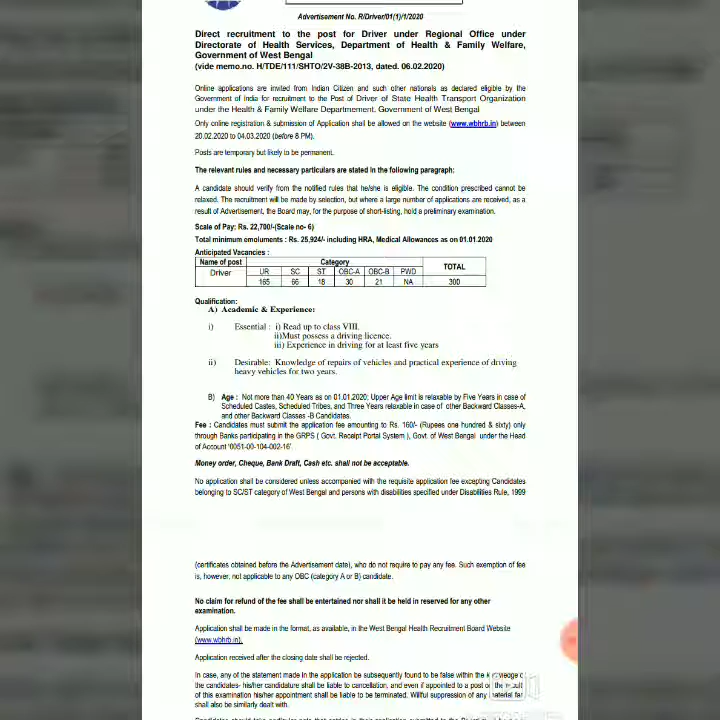 Advertisement No. R/Driver/01(1)/1/2020
Direct recruitment to the post for Driver under Regional Office under
Directorate of Health Services, Department of Health & Family Welfare,
Government of West Bengal
(vide memo.no. H/TDE/111/SHTO/2V-38B-2013, dated. 06.02.2020)
Online applications are invited from Indian Citizen and such other nationals as declared eligible by the
Government of India for recruitment to the Post of Driver of State Health Transport Organization
under the Health & Family Welfare Departement. Government of West Bengal
Only online registration & submission of Application shall be allowed on the website (www.wbhrb.in) between
20.02.2020 to 04.03.2020 (before 8 PM).
Posts are temporary but likely to be permanent.
The relevant rules and necessary particulars are stated in the following paragraph:
A candidate should verify from the notified rules that he/she is eligible. The condition prescribed cannot be
relaxed. The recruitment will be made by selection, but where a large number of applications are received, as a
result of Advertisement, the Board may, for the purpose of short-listing, hold a preliminary examination.
Scale of Pay: Rs. 22,700/-(Scale no- 6)
Total minimum emoluments : Rs. 25,924/- including HRA, Medical Allowances as on 01.01.2020
Anticipated Vacancies :
Name of post Category TOTAL
Driver UR SC ST OBC-A OBC-B PWD
165 66 18 30 21 NA 300
Qualification:
A) Academic & Experience:
i) Essential : i) Read up to class VIII.
ii)Must possess a driving licence.
iii) Experience in driving for at least five years
ii) Desirable: Knowledge of repairs of vehicles and practical experience of driving
heavy vehicles for two years.
B) Age : Not more than 40 Years as on 01.01.2020; Upper Age limit is relaxable by Five Years in case of
Scheduled Castes, Scheduled Tribes, and Three Years relaxable in case of other Backward Classes-A,
and other Backward Classes -B Candidates.
Fee : Candidates must submit the application fee amounting to Rs. 160/- (Rupees one hundred & sixty) only
through Banks participating in the GRPS ( Govt. Receipt Portal System ), Govt. of West Bengal under the Head
of Account '0051-00-104-002-16'.
Money order, Cheque, Bank Draft, Cash etc. shall not be acceptable.
No application shall be considered unless accompanied with the requisite application fee excepting Candidates
belonging to SC/ST category of West Bengal and persons with disabilities specified under Disabilities Rule, 1999
(certificates obtained before the Advertisement date), who do not require to pay any fee. Such exemption of fee
is, however, not applicable to any OBC (category A or B) candidate.
No claim for refund of the fee shall be entertained nor shall it be held in reserved for any other
examination.
Application shall be made in the format, as available, in the West Bengal Health Recruitment Board Website
(www.wbhrb.in).
Application received after the closing date shall be rejected.
In case, any of the statement made in the application be subsequently found to be false within the knowledge of
the candidates- his/her candidature shall be liable to cancellation, and even if appointed to a post on the result
of this examination his/her appointment shall be liable to be terminated. Willful suppression of any material fact
shall also be similarly dealt with.